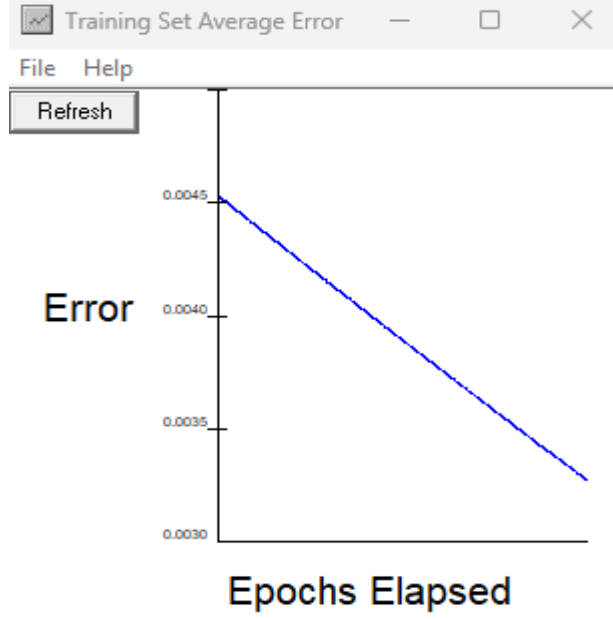 Training Set Average Error
File Help
Refresh
0.0045
Error
0.0040
0.0035
0.0030
Epochs Elapsed